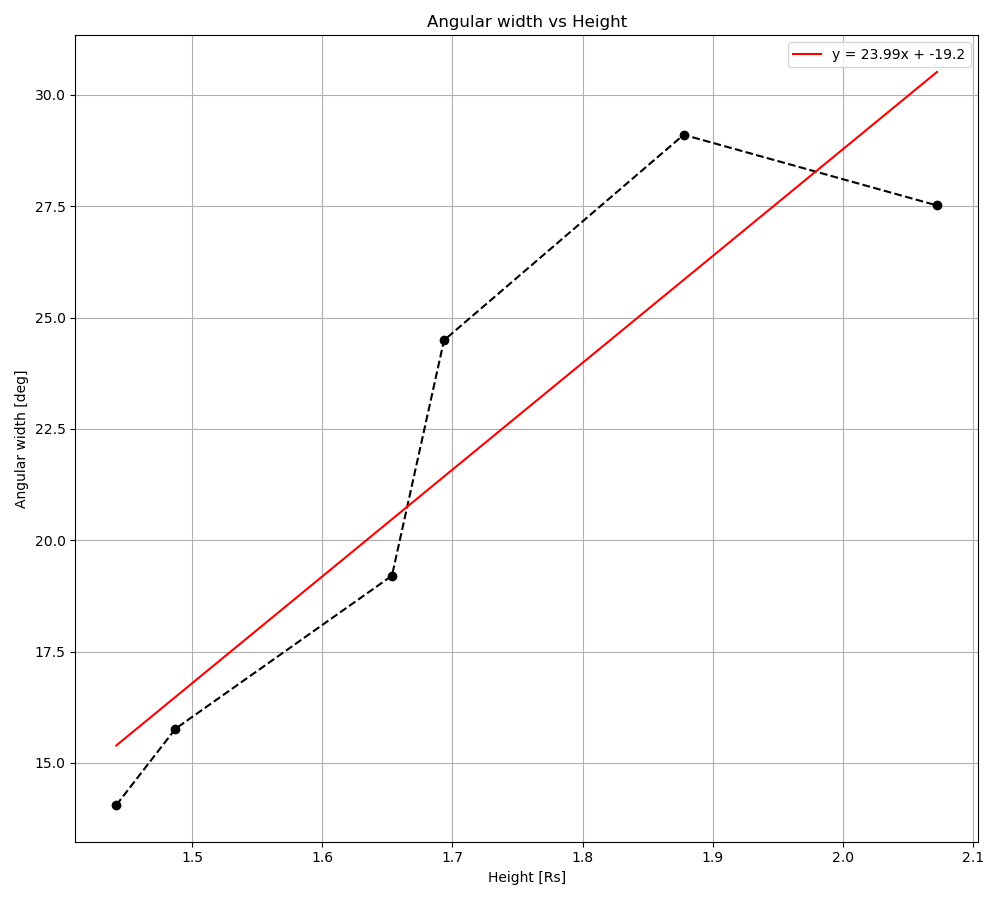 Angular width vs Height
y = 23.99x + -19.2
30.0
27.5
25.0
22.5
20.0
17.5
15.0
Angular width [deg]
1.5 1.6 1.7 1.8 1.9 2.0 2.1
Height [Rs]